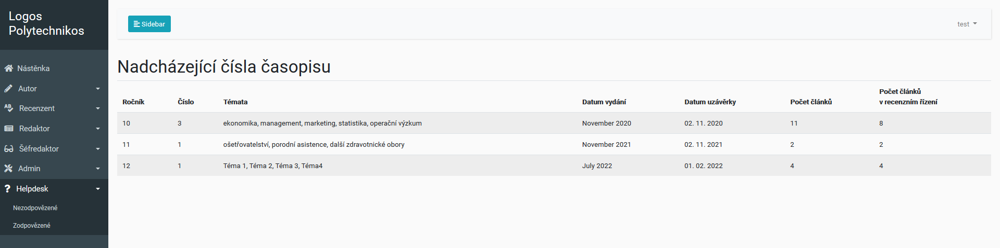 Logos
Polytechnikos
Sidebar
test
Nástěnka
Autor
Recenzent
Redaktor
Šéfredaktor
Admin
Helpdesk
Nezodpovězené
Zodpovězené
Nadcházející čísla časopisu
Ročník Číslo Témata Datum vydání Datum uzávěrky Počet článků Počet článků
v recenzním řízení
10 3 ekonomika, management, marketing, statistika, operační výzkum November 2020 02. 11. 2020 11 8
11 1 ošetřovatelství, porodní asistence, další zdravotnické obory November 2021 02. 11. 2021 2 2
12 1 Téma 1, Téma 2, Téma 3, Téma4 July 2022 01. 02. 2022 4 4